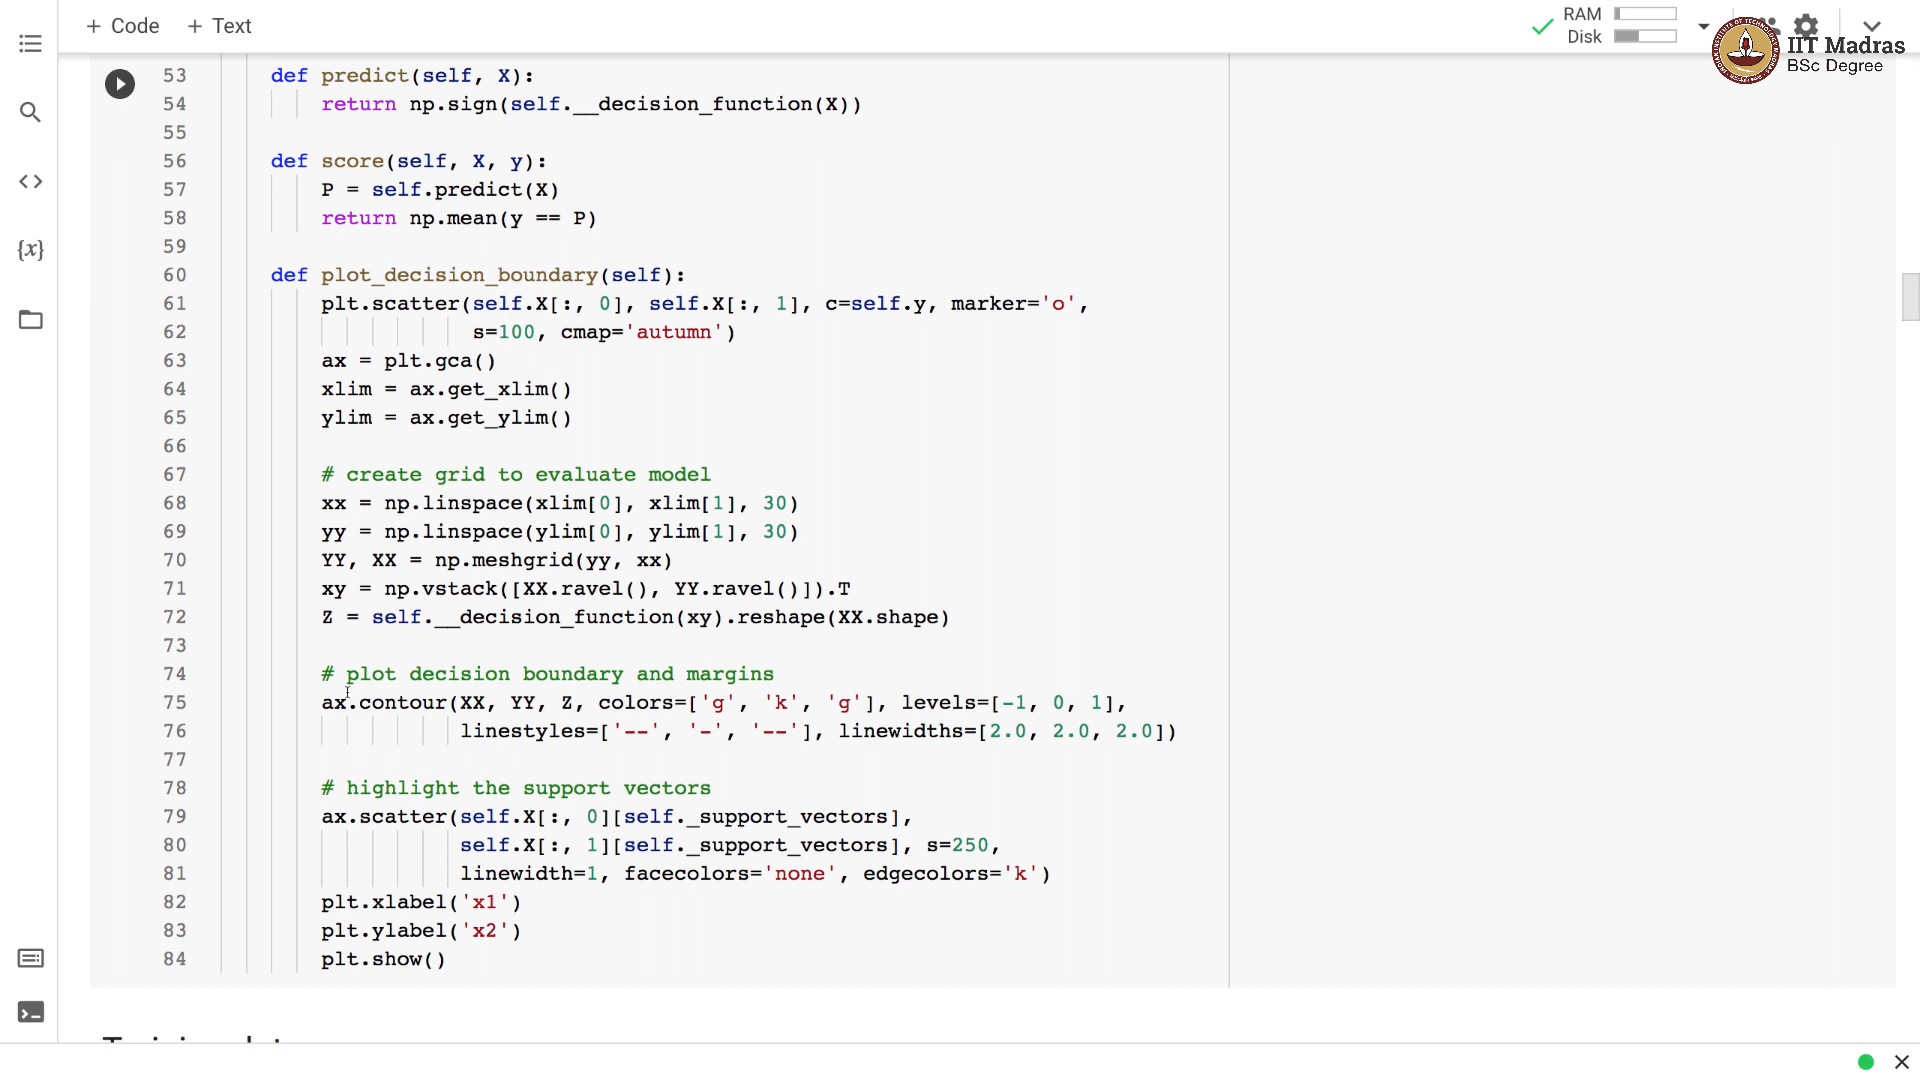 + Code + Text
RAM
Disk
IIT Madras
BSc Degree
53 def predict(self, X):
54 return np.sign(self.__decision_function(X))
55
56 def score(self, X, y):
57 P = self.predict(X)
58 return np.mean(y == P)
59
60 def plot_decision_boundary(self):
61 plt.scatter(self.X[:, 0], self.X[:, 1], c=self.y, marker='o',
62 s=100, cmap='autumn')
63 ax = plt.gca()
64 xlim = ax.get_xlim()
65 ylim = ax.get_ylim()
66
67 # create grid to evaluate model
68 xx = np.linspace(xlim[0], xlim[1], 30)
69 yy = np.linspace(ylim[0], ylim[1], 30)
70 YY, XX = np.meshgrid(yy, xx)
71 xy = np.vstack([XX.ravel(), YY.ravel()]).T
72 Z = self.__decision_function(xy).reshape(XX.shape)
73
74 # plot decision boundary and margins
75 ax.contour(XX, YY, Z, colors=['g', 'k', 'g'], levels=[-1, 0, 1],
76 linestyles=['--', '-', '--'], linewidths=[2.0, 2.0, 2.0])
77
78 # highlight the support vectors
79 ax.scatter(self.X[:, 0][self._support_vectors],
80 self.X[:, 1][self._support_vectors], s=250,
81 linewidth=1, facecolors='none', edgecolors='k')
82 plt.xlabel('x1')
83 plt.ylabel('x2')
84 plt.show()